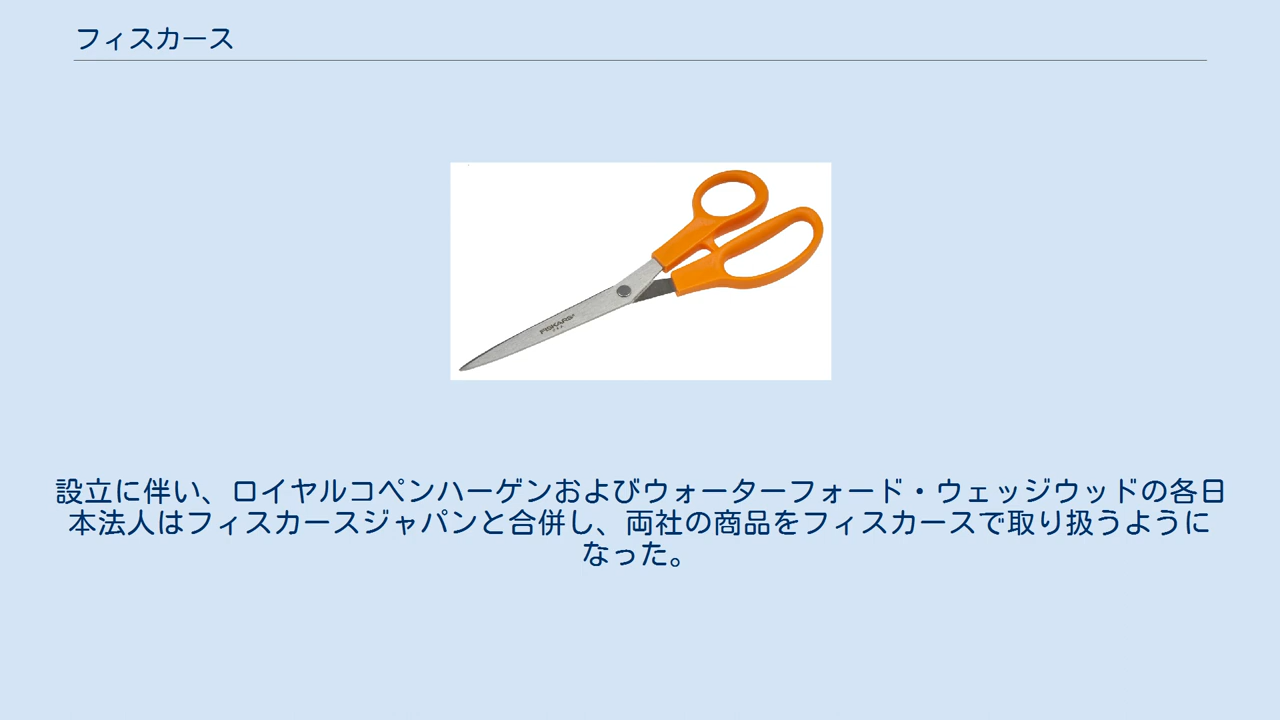 フィスカース
FISKARS
設立に伴い、ロイヤルコペンハーゲンおよびウォーターフォード・ウェッジウッドの各日
本法人はフィスカースジャパンと合併し、両社の商品をフィスカースで取り扱うように
なった。